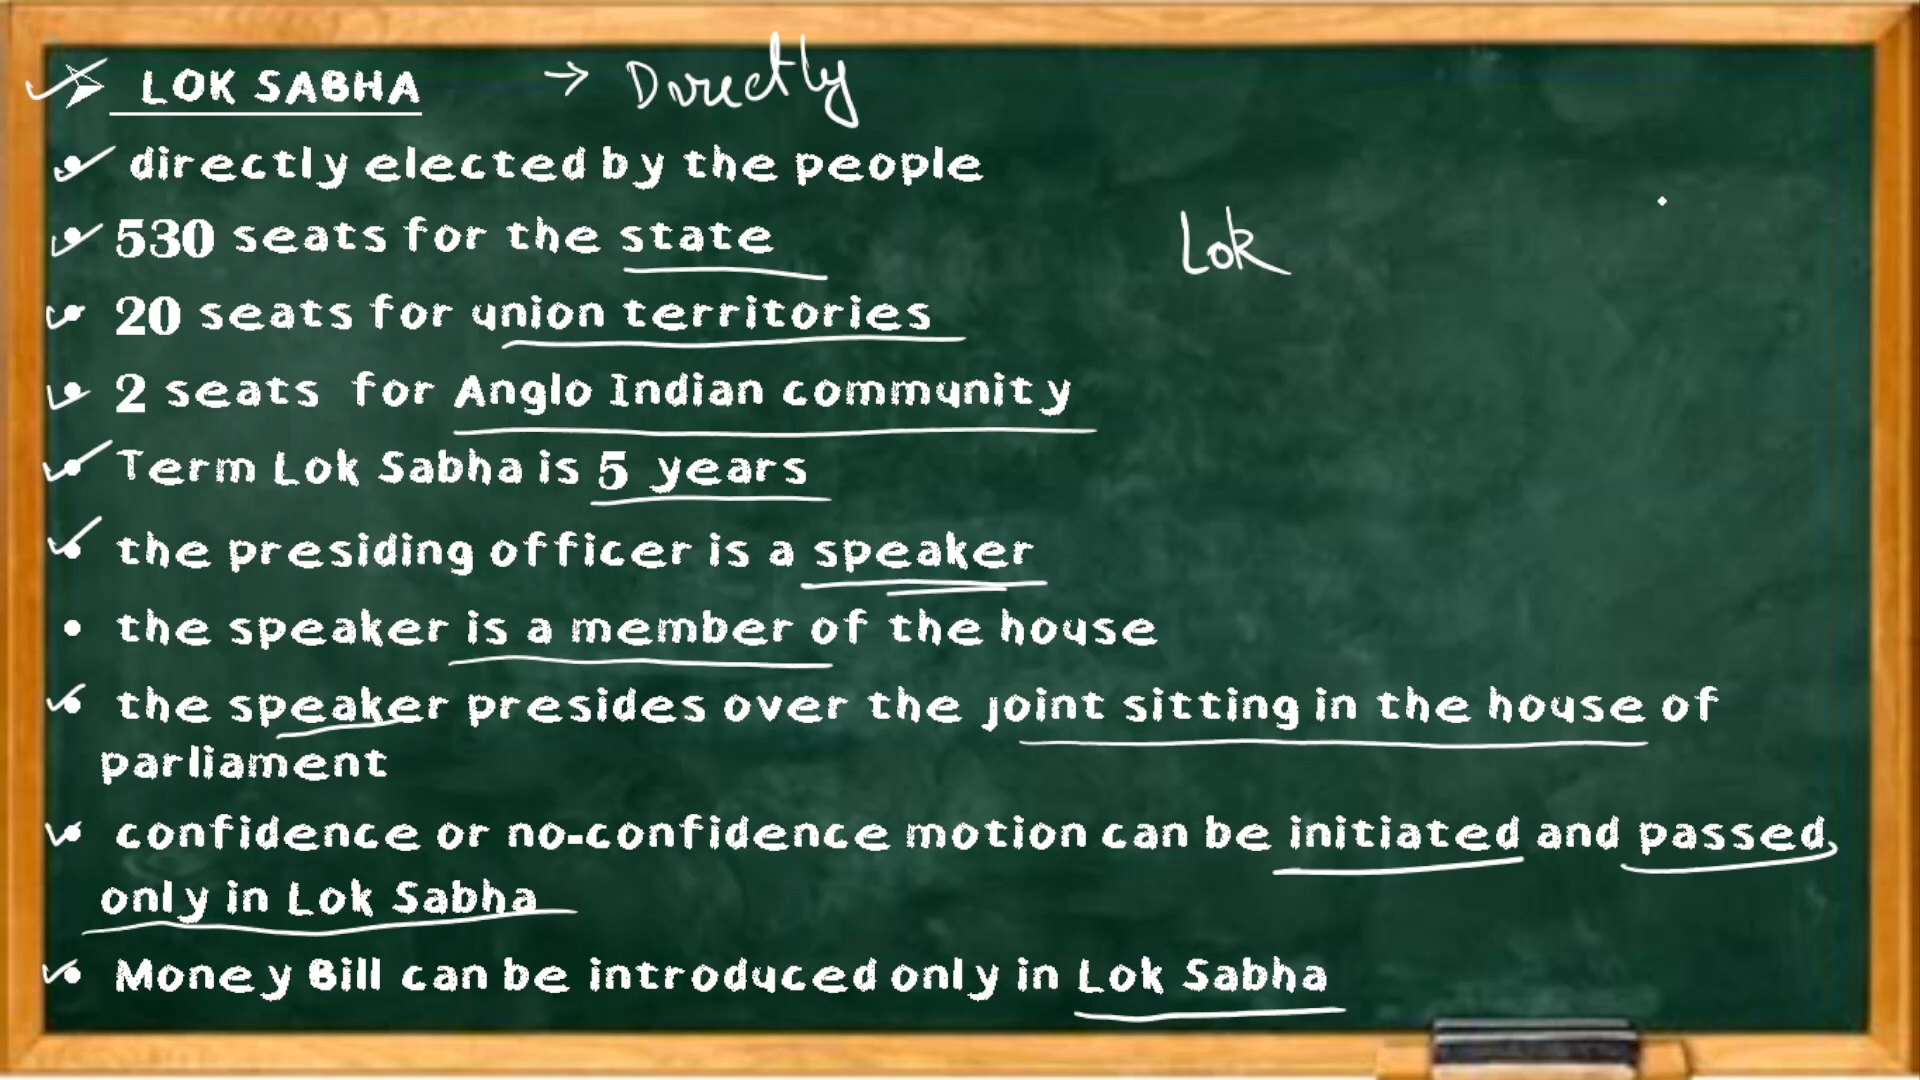 LOK SABHA → Directly
directly elected by the people
530 seats for the state
Lok
20 seats for union territories
2 seats for Anglo Indian community
Term Lok Sabha is 5 years
the presiding officer is a speaker
the speaker is a member of the house
the speaker presides over the joint sitting in the house of
parliament
confidence or no-confidence motion can be initiated and passed
only in Lok Sabha
Money Bill can be introduced only in Lok Sabha